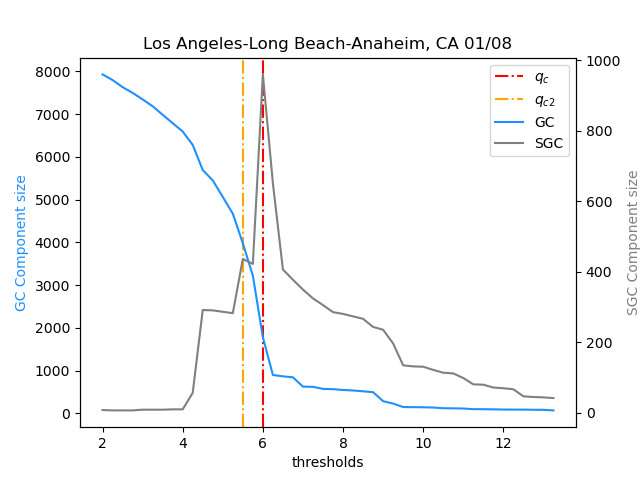 Los Angeles-Long Beach-Anaheim, CA 01/08
8000
7000
6000
5000
4000
3000
2000
1000
0
GC Component size
2
4
6
8
10
12
thresholds
1000
800
600
400
200
0
SGC Component size
q_c
q_c2
GC
SGC